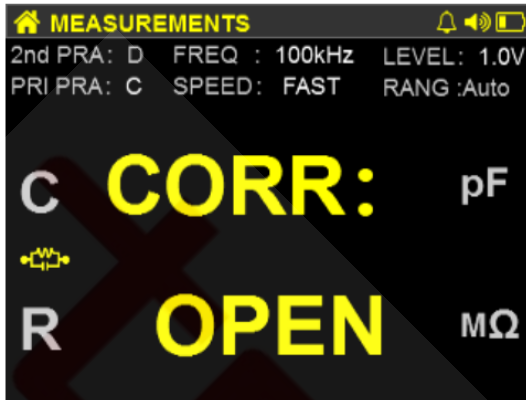 MEASUREMENTS
2nd PRA: D FREQ : 100kHz LEVEL: 1.0V
PRI PRA: C SPEED: FAST RANG :Auto
C CORR: pF
R OPEN MΩ